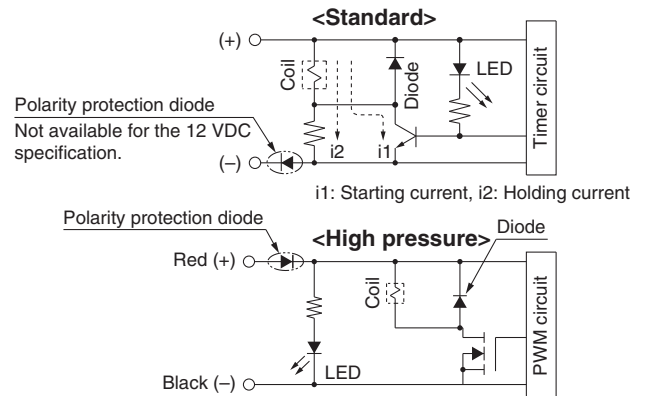 <Standard>
(+)
Coil
Diode
LED
Timer circuit
Polarity protection diode
Not available for the 12 VDC
specification.
i2
i1
(–)
i1: Starting current, i2: Holding current
Polarity protection diode
<High pressure>
Diode
Red (+)
Coil
PWM circuit
LED
Black (–)